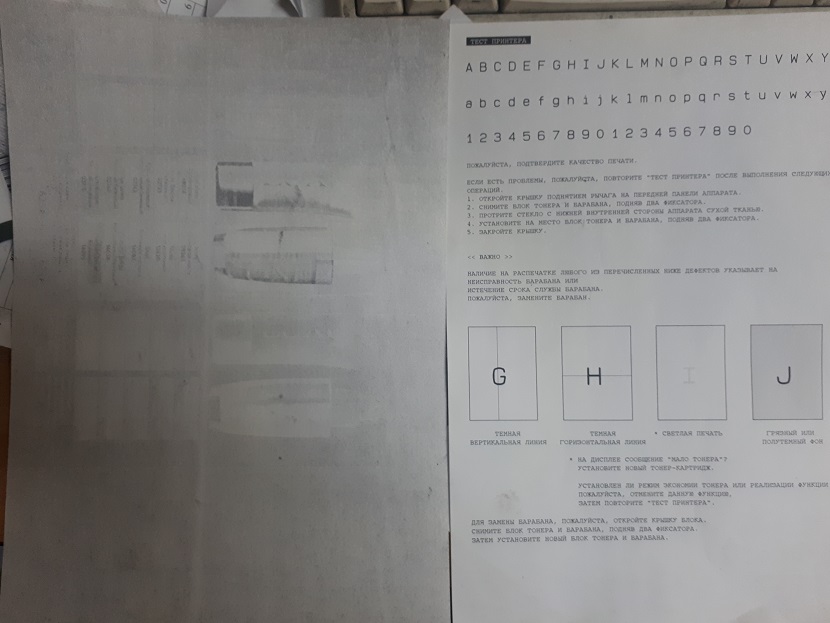 ТЕСТ ПРИНТЕРА
A B C D E F G H I J K L M N O P Q R S T U V W X Y
a b c d e f g h i j k l m n o p q r s t u v w x y
1 2 3 4 5 6 7 8 9 0 1 2 3 4 5 6 7 8 9 0
ПОЖАЛУЙСТА, ПОДТВЕРДИТЕ КАЧЕСТВО ПЕЧАТИ.
ЕСЛИ ЕСТЬ ПРОБЛЕМЫ, ПОЖАЛУЙСТА, ПОВТОРИТЕ "ТЕСТ ПРИНТЕРА" ПОСЛЕ ВЫПОЛНЕНИЯ СЛЕДУЮЩИ
ОПЕРАЦИЙ.
1. ОТКРОЙТЕ КРЫШКУ ПОДНЯТИЕМ РЫЧАГА НА ПЕРЕДНЕЙ ПАНЕЛИ АППАРАТА.
2. СНИМИТЕ БЛОК ТОНЕРА И БАРАБАНА, ПОДНЯВ ДВА ФИКСАТОРА.
3. ПРОТРИТЕ СТЕКЛО С НИЖНЕЙ ВНУТРЕННЕЙ СТОРОНЫ АППАРАТА СУХОЙ ТКАНЬЮ.
4. УСТАНОВИТЕ НА МЕСТО БЛОК ТОНЕРА И БАРАБАНА, ПОДНЯВ ДВА ФИКСАТОРА.
5. ЗАКРОЙТЕ КРЫШКУ.
<< ВАЖНО >>
НАЛИЧИЕ НА РАСПЕЧАТКЕ ЛЮБОГО ИЗ ПЕРЕЧИСЛЕННЫХ НИЖЕ ДЕФЕКТОВ УКАЗЫВАЕТ НА
НЕИСПРАВНОСТЬ БАРАБАНА ИЛИ
ИСТЕЧЕНИЕ СРОКА СЛУЖБЫ БАРАБАНА.
ПОЖАЛУЙСТА, ЗАМЕНИТЕ БАРАБАН.
G H I J
ТЕМНАЯ ВЕРТИКАЛЬНАЯ ЛИНИЯ
ТЕМНАЯ ГОРИЗОНТАЛЬНАЯ ЛИНИЯ
* СВЕТЛАЯ ПЕЧАТЬ
ГРЯЗНЫЙ ИЛИ ПОЛУТЕМНЫЙ ФОН
* НА ДИСПЛЕЕ СООБЩЕНИЕ "МАЛО ТОНЕРА"?
УСТАНОВИТЕ НОВЫЙ ТОНЕР-КАРТРИДЖ.
УСТАНОВЛЕН ЛИ РЕЖИМ ЭКОНОМИИ ТОНЕРА ИЛИ РЕАЛИЗАЦИИ ФУНКЦИИ
ПОЖАЛУЙСТА, ОТМЕНИТЕ ДАННУЮ ФУНКЦИЮ,
ЗАТЕМ ПОВТОРИТЕ "ТЕСТ ПРИНТЕРА".
ДЛЯ ЗАМЕНЫ БАРАБАНА, ПОЖАЛУЙСТА, ОТКРОЙТЕ КРЫШКУ БЛОКА.
СНИМИТЕ БЛОК ТОНЕРА И БАРАБАНА, ПОДНЯВ ДВА ФИКСАТОРА.
ЗАТЕМ УСТАНОВИТЕ НОВЫЙ БЛОК ТОНЕРА И БАРАБАНА.